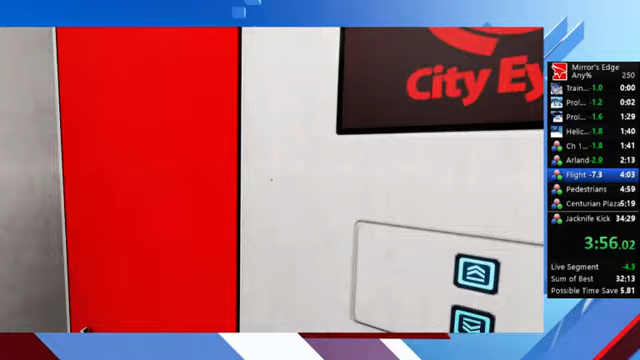 City Ey
Mirror's Edge
Any% 250
Train... -1.0 0:00
Prol... -1.2 0:02
Prol... -1.6 1:29
Helic... -1.8 1:40
Ch 1... -1.8 1:41
Arland -2.9 2:13
Flight -7.3 4:03
Pedestrians 4:59
Centurian Plaza 5:19
Jacknife Kick 34:29
3:56.02
Live Segment -4.3
Sum of Best 32:13
Possible Time Save 5.81